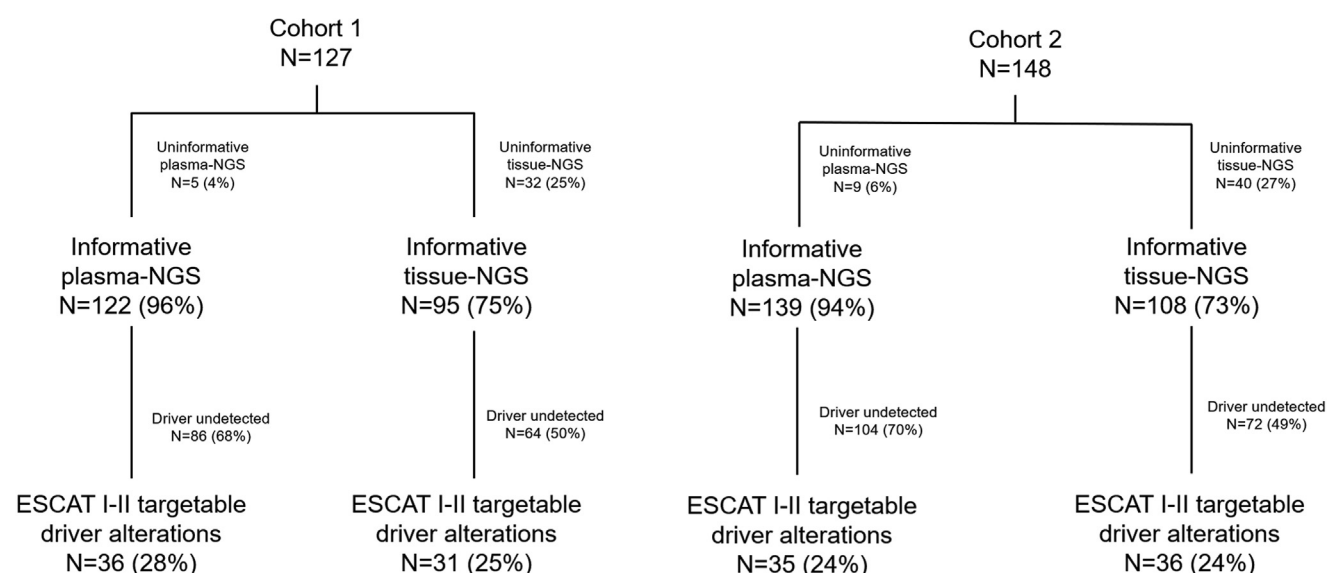 Cohort 1
N=127
Uninformative
plasma-NGS
N=5 (4%)
Uninformative
tissue-NGS
N=32 (25%)
Informative
plasma-NGS
N=122 (96%)
Informative
tissue-NGS
N=95 (75%)
Driver undetected
N=86 (68%)
Driver undetected
N=64 (50%)
ESCAT I-II targetable
driver alterations
N=36 (28%)
ESCAT I-II targetable
driver alterations
N=31 (25%)
Cohort 2
N=148
Uninformative
plasma-NGS
N=9 (6%)
Uninformative
tissue-NGS
N=40 (27%)
Informative
plasma-NGS
N=139 (94%)
Informative
tissue-NGS
N=108 (73%)
Driver undetected
N=104 (70%)
Driver undetected
N=72 (49%)
ESCAT I-II targetable
driver alterations
N=35 (24%)
ESCAT I-II targetable
driver alterations
N=36 (24%)